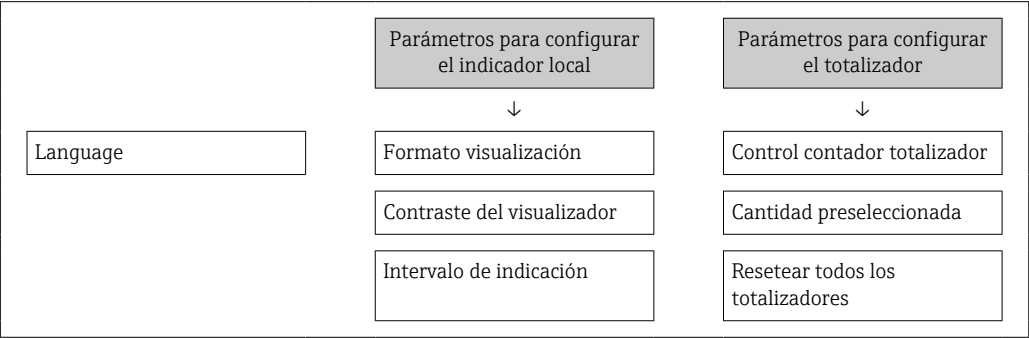 Parámetros para configurar
el indicador local
Parámetros para configurar
el totalizador
↓
↓
Language
Formato visualización
Control contador totalizador
Contraste del visualizador
Cantidad preseleccionada
Intervalo de indicación
Resetear todos los
totalizadores